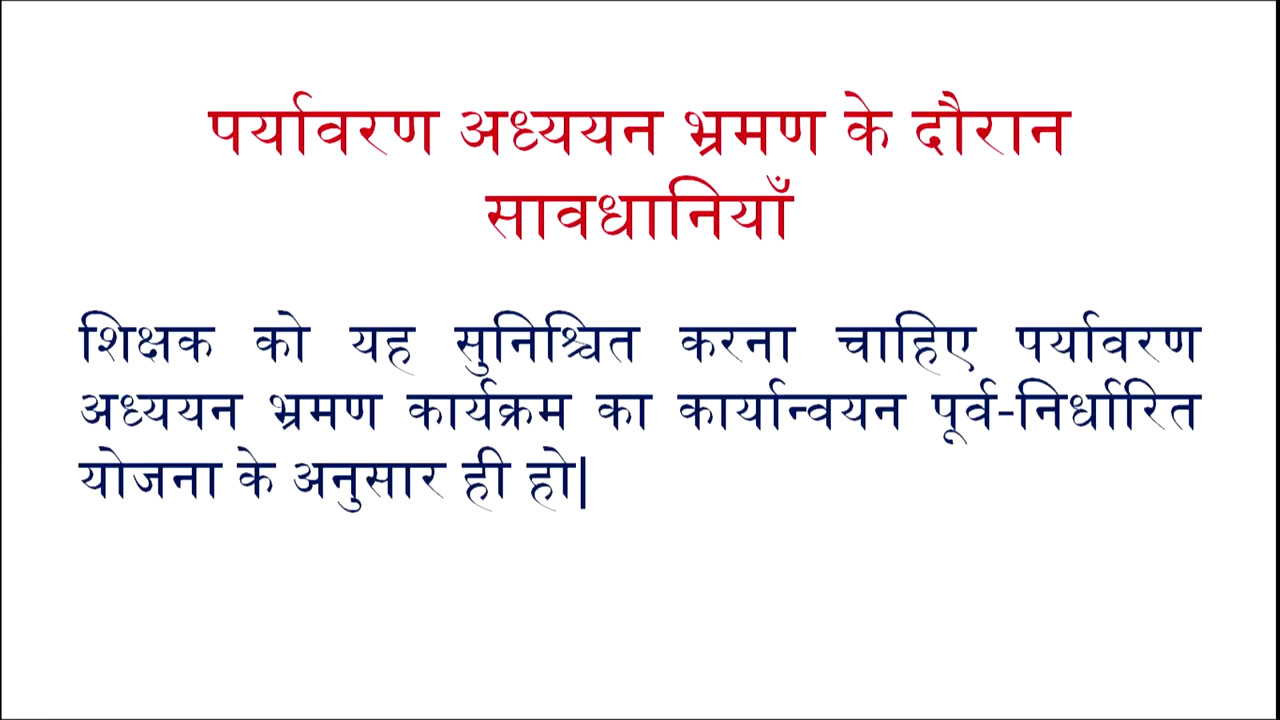 पर्यावरण अध्ययन भ्रमण के दौरान
सावधानियाँ
शिक्षक को यह सुनिश्चित करना चाहिए पर्यावरण
अध्ययन भ्रमण कार्यक्रम का कार्यान्वयन पूर्व-निर्धारित
योजना के अनुसार ही हो|